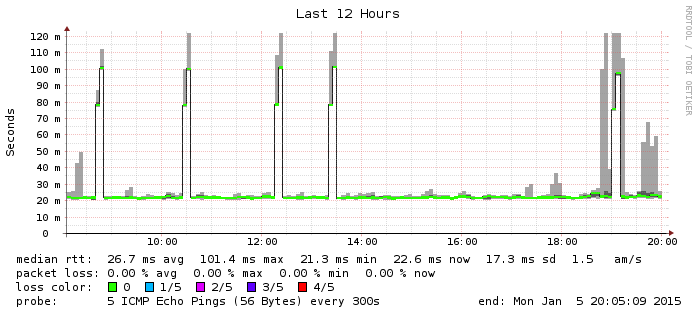 Last 12 Hours
RRDTOOL / TOBI OETIKER
Seconds
120 m
110 m
100 m
90 m
80 m
70 m
60 m
50 m
40 m
30 m
20 m
10 m
0
10:00 12:00 14:00 16:00 18:00 20:00
median rtt: 26.7 ms avg 101.4 ms max 21.3 ms min 22.6 ms now 17.3 ms sd 1.5 am/s
packet loss: 0.00 % avg 0.00 % max 0.00 % min 0.00 % now
loss color: 0 1/5 2/5 3/5 4/5
probe: 5 ICMP Echo Pings (56 Bytes) every 300s end: Mon Jan 5 20:05:09 2015